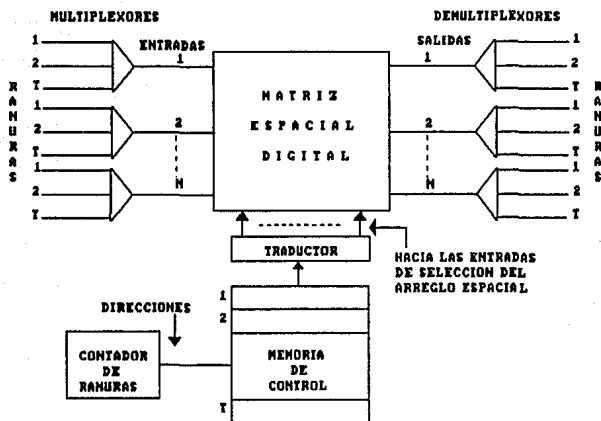 MULTIPLEXORES
DEMULTIPLEXORES
ENTRADAS
SALIDAS
1
2
T
1
2
T
1
2
T
RANURAS
1
2
N
MATRIZ
ESPACIAL
DIGITAL
1
2
N
1
2
T
1
2
T
1
2
T
RANURAS
TRADUCTOR
HACIA LAS ENTRADAS
DE SELECCION DEL
ARREGLO ESPACIAL
DIRECCIONES
1
2
T
CONTADOR
DE
RANURAS
MEMORIA
DE
CONTROL